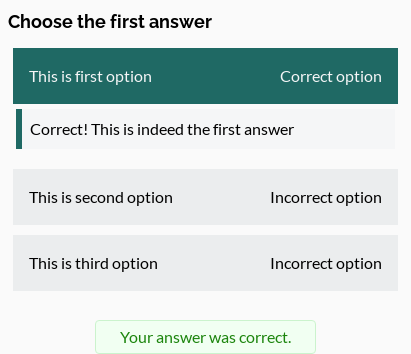 Choose the first answer
This is first option Correct option
Correct! This is indeed the first answer
This is second option Incorrect option
This is third option Incorrect option
Your answer was correct.